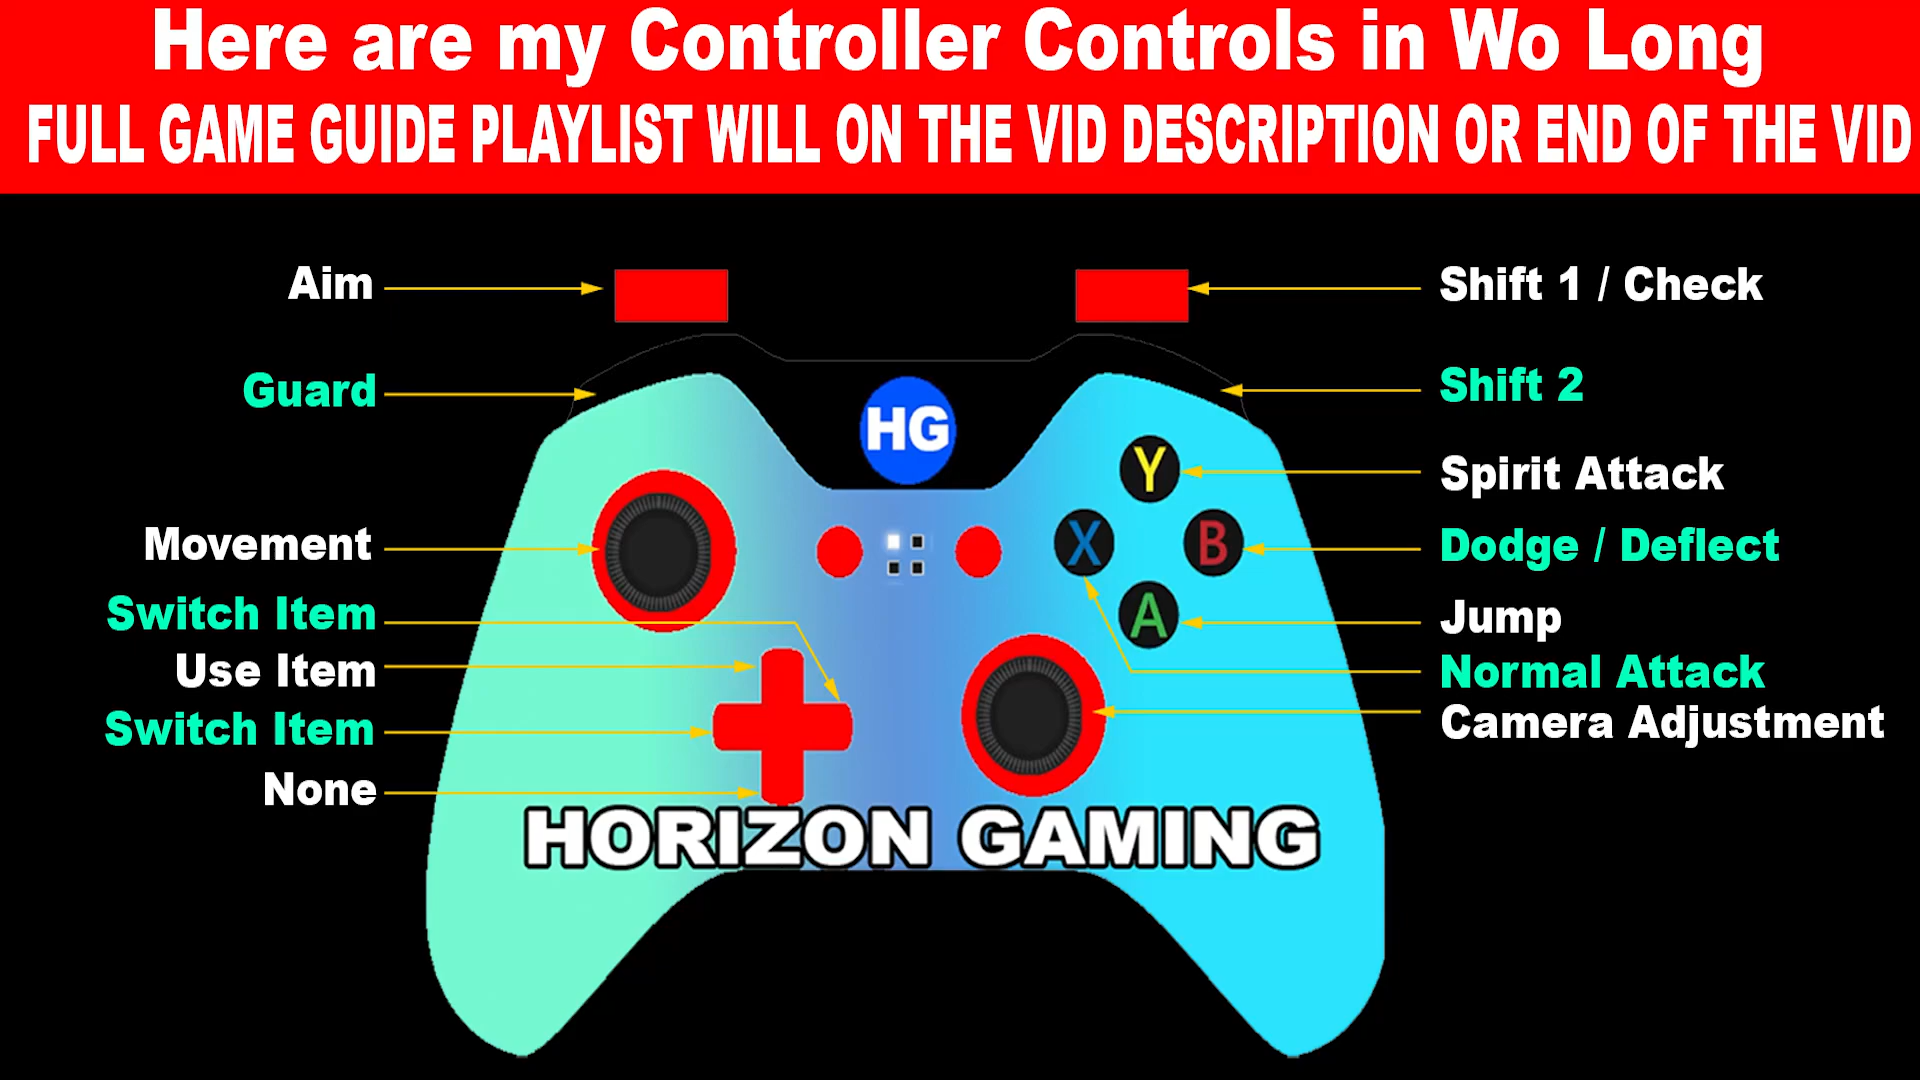 Here are my Controller Controls in Wo Long
FULL GAME GUIDE PLAYLIST WILL ON THE VID DESCRIPTION OR END OF THE VID
Aim
Shift 1 / Check
Guard
Shift 2
HG
Y
Spirit Attack
Movement
X
B
Dodge / Deflect
Switch Item
A
Jump
Use Item
Normal Attack
Switch Item
Camera Adjustment
None
HORIZON GAMING